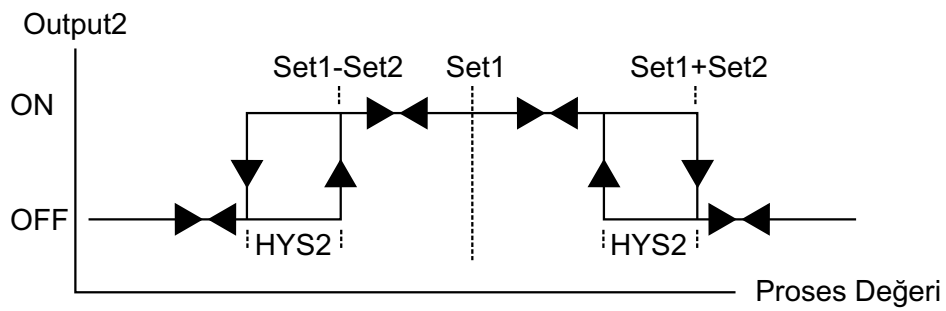 Output2
Set1-Set2 Set1 Set1+Set2
ON
OFF
HYS2 HYS2
Proses Değeri